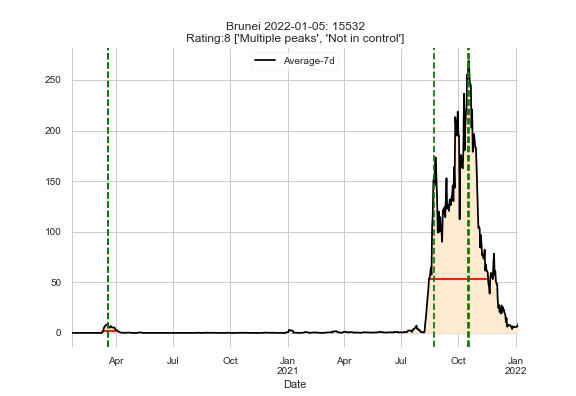 Brunei 2022-01-05: 15532
Rating:8 ['Multiple peaks', 'Not in control']
Average-7d
250
200
150
100
50
0
Apr Jul Oct Jan Apr Jul Oct Jan
2021 2022
Date